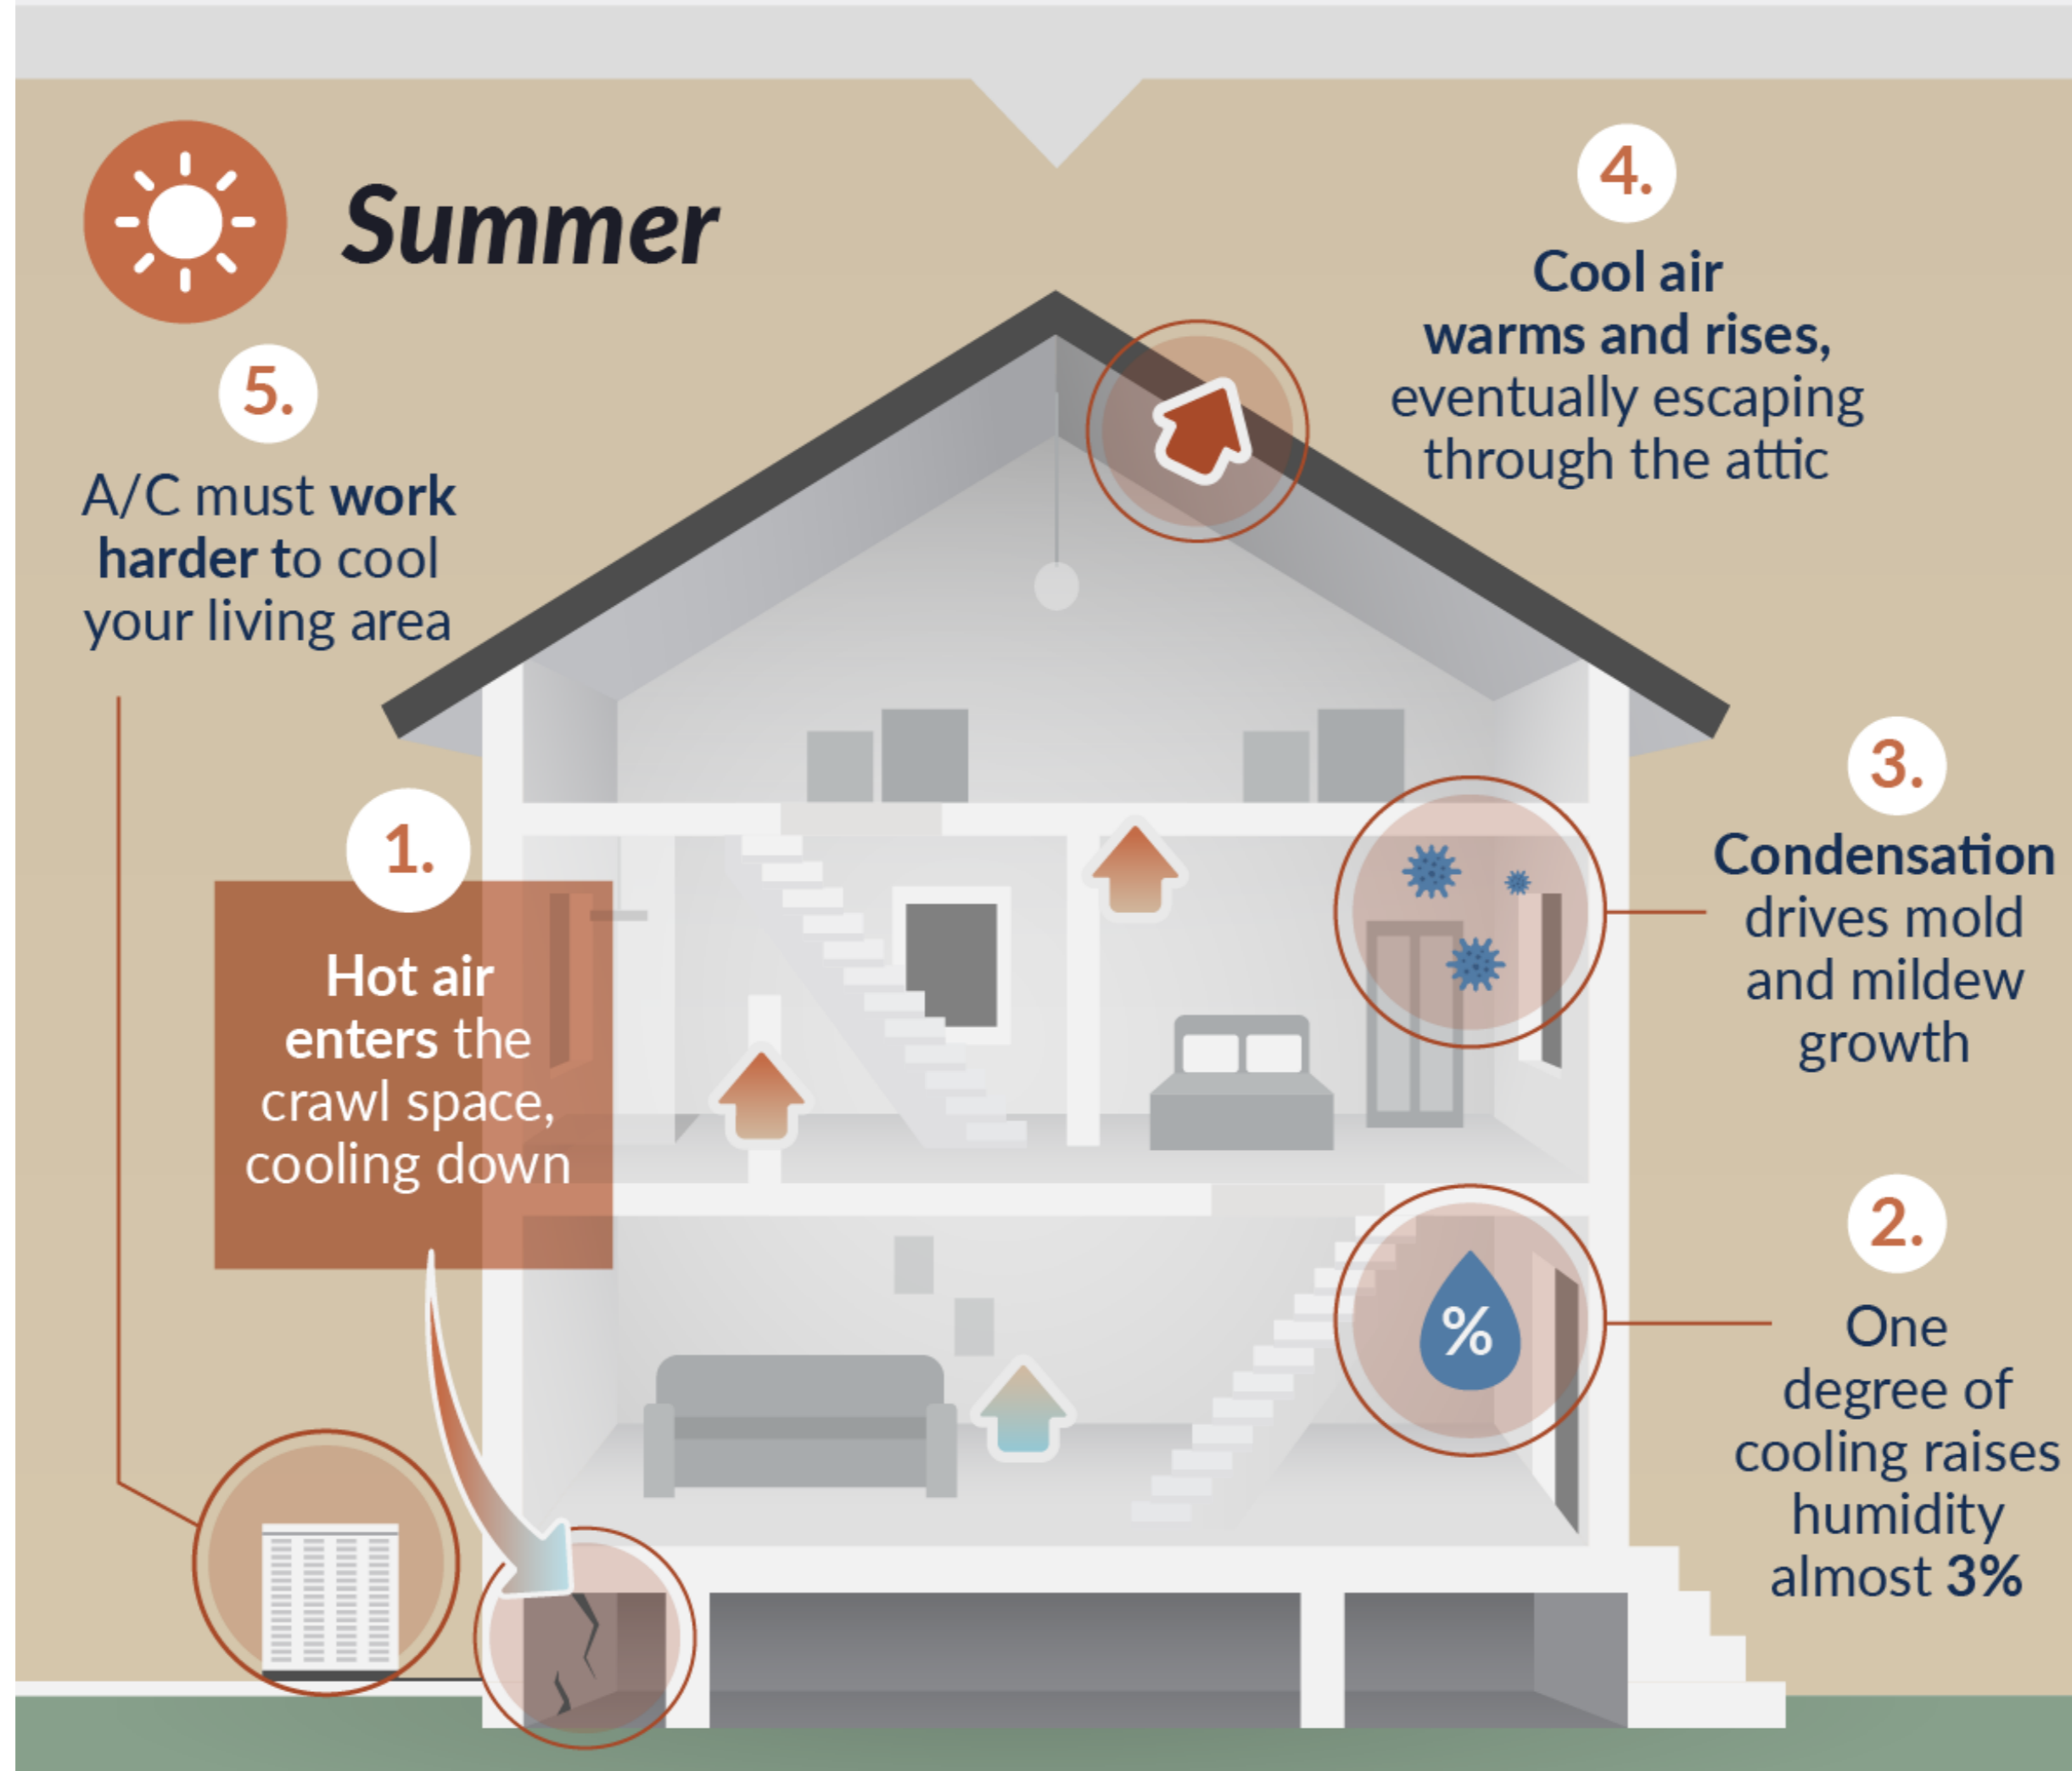 Summer
1.
Hot air
enters the
crawl space,
cooling down
2.
One
degree of
cooling raises
humidity
almost 3%
%
3.
Condensation
drives mold
and mildew
growth
4.
Cool air
warms and rises,
eventually escaping
through the attic
5.
A/C must work
harder to cool
your living area